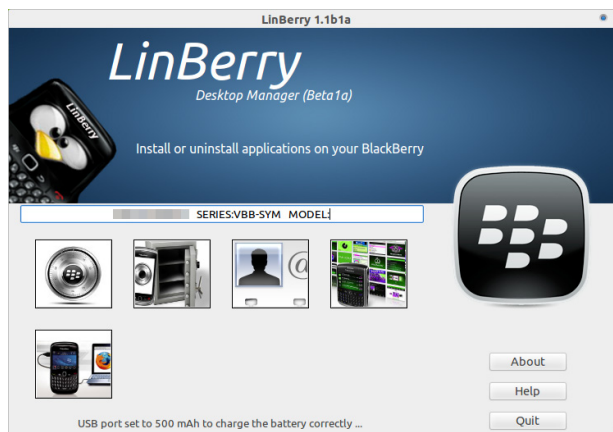 LinBerry 1.1b1a
LinBerry
Desktop Manager (Beta1a)
LinBerry
Install or uninstall applications on your BlackBerry
SERIES:VBB-SYM MODEL:
@
About
Help
USB port set to 500 mAh to charge the battery correctly ...
Quit